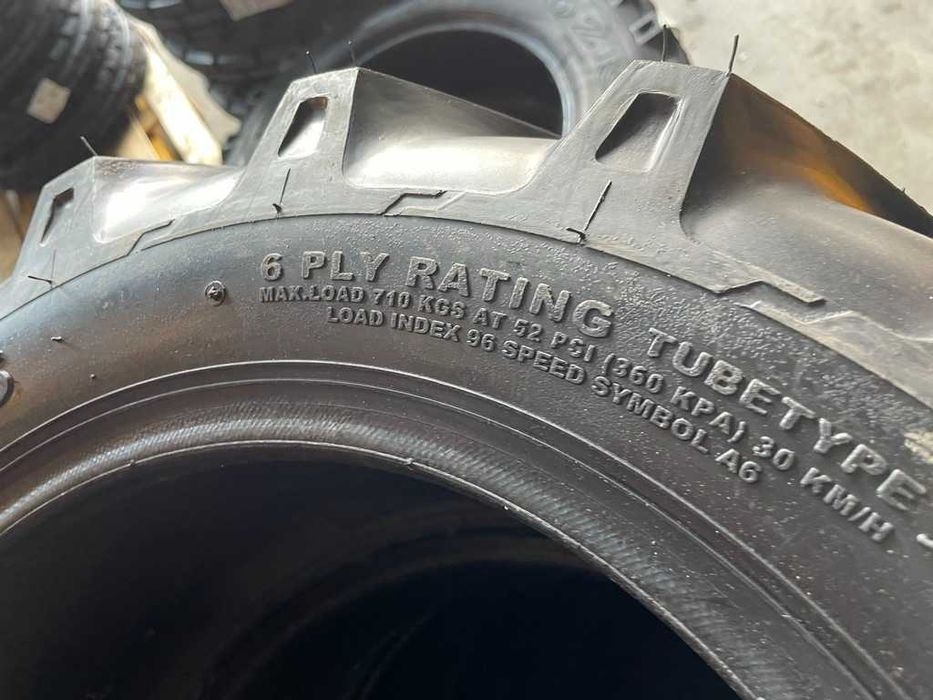 6 PLY RATING TUBETYPE
MAX.LOAD 710 KGS AT 52 PSI (360 KPA) 30 KM/H
LOAD INDEX 96 SPEED SYMBOL A6